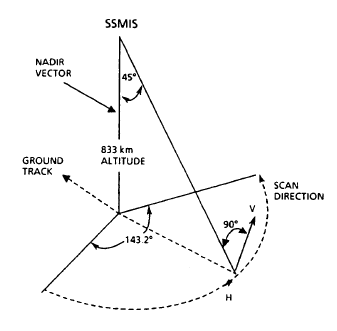 SSMIS
NADIR
VECTOR
45°
833 km
ALTITUDE
GROUND
TRACK
SCAN
DIRECTION
V
90°
143.2°
H